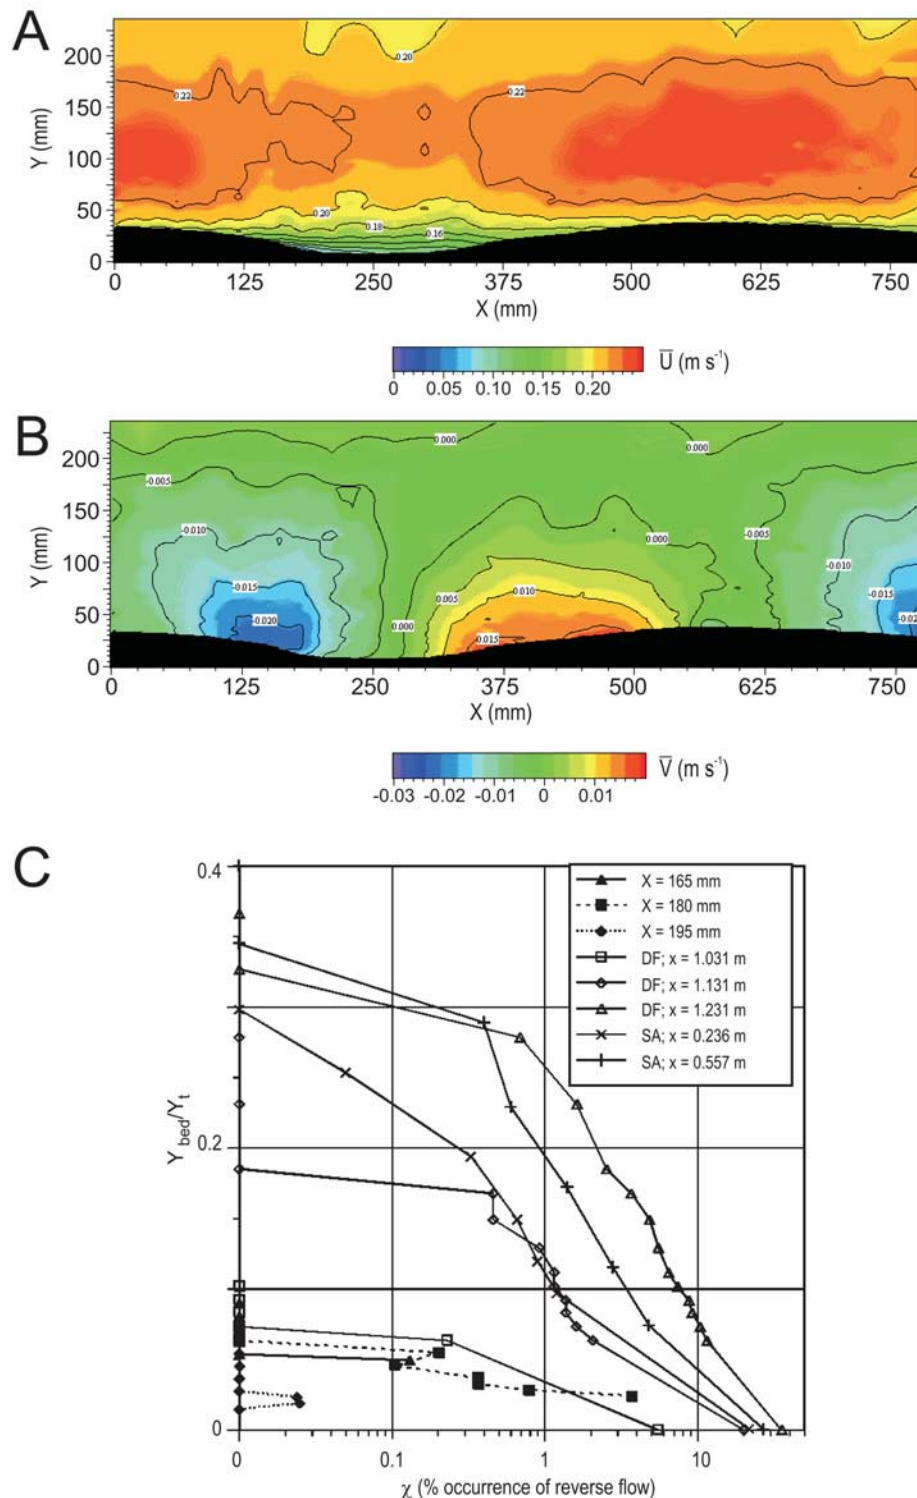 A
200
150
100
50
0
Y (mm)
0.20
0.22
0.22
0.20
0.18
0.16
0 125 250 375 500 625 750
X (mm)
0 0.05 0.10 0.15 0.20
U (m s⁻¹)
B
200
150
100
50
0
Y (mm)
0.000
0.000
-0.005
-0.010
-0.015
-0.020
0.000
0.005
0.010
0.015
0.000
-0.005
-0.010
-0.015
0 125 250 375 500 625 750
X (mm)
-0.03 -0.02 -0.01 0 0.01
V (m s⁻¹)
C
0.4
0.2
0
Y bed/Y t
X = 165 mm
X = 180 mm
X = 195 mm
DF; x = 1.031 m
DF; x = 1.131 m
DF; x = 1.231 m
SA; x = 0.236 m
SA; x = 0.557 m
0 0.1 1 10
χ (% occurrence of reverse flow)